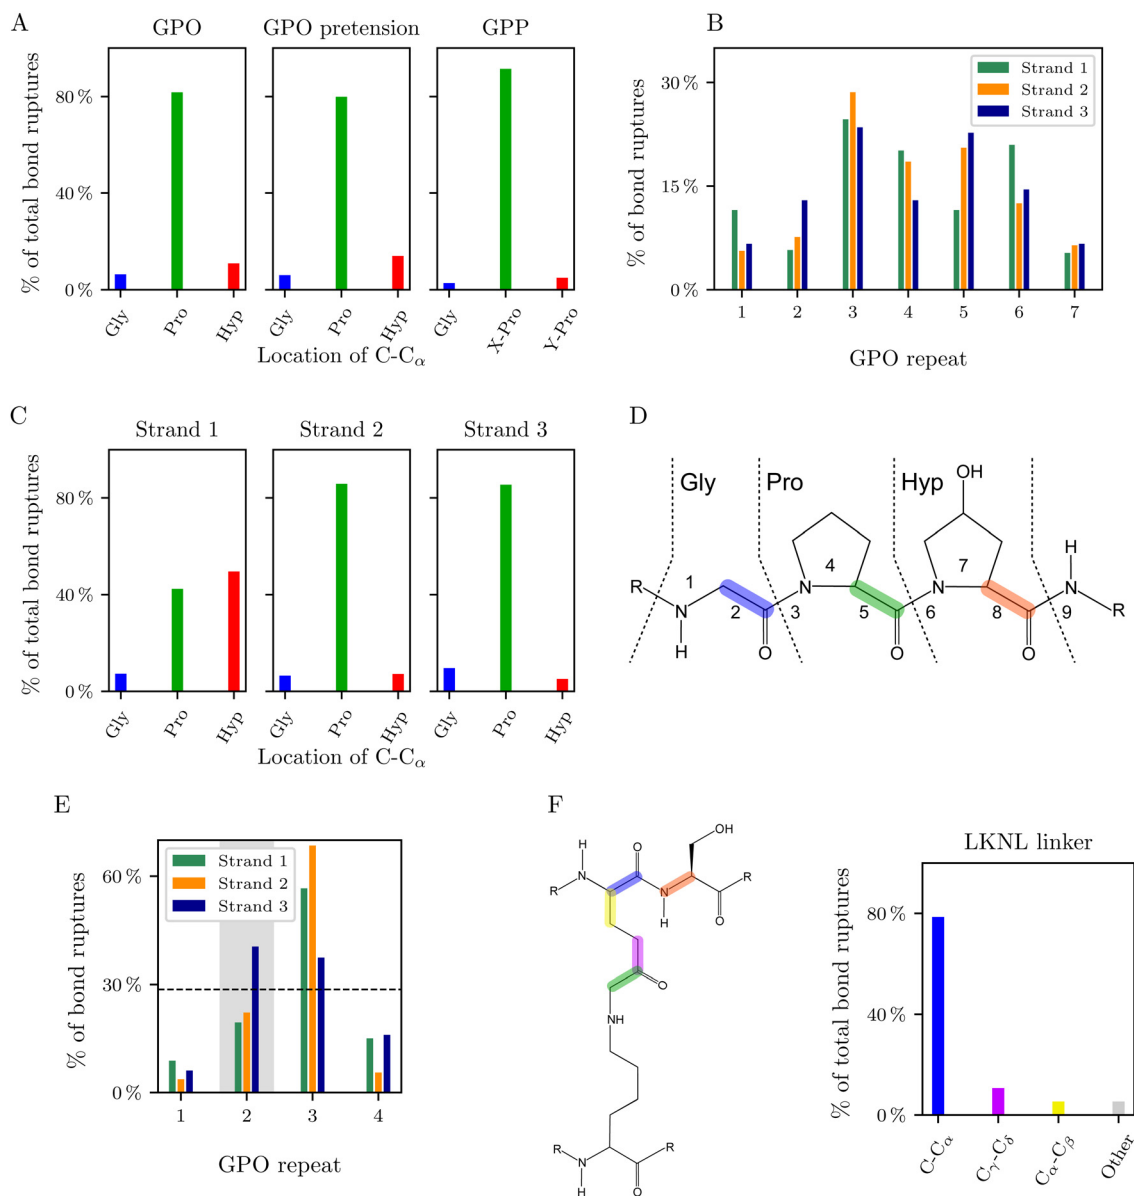 A
GPO
GPO pretension
GPP
% of total bond ruptures
80 %
40 %
0 %
Gly
Pro
Hyp
Gly
Pro
Hyp
Gly
X-Pro
Y-Pro
Location of C-Cα
B
% of bond ruptures
30 %
15 %
0 %
Strand 1
Strand 2
Strand 3
1 2 3 4 5 6 7
GPO repeat
C
Strand 1
Strand 2
Strand 3
% of total bond ruptures
80 %
40 %
0 %
Gly
Pro
Hyp
Gly
Pro
Hyp
Gly
Pro
Hyp
Location of C-Cα
D
Gly
Pro
Hyp
OH
H
R
1
4
7
N
N
N
N
2
3
5
6
8
9
R
H
O
O
O
E
% of bond ruptures
60 %
30 %
0 %
Strand 1
Strand 2
Strand 3
1 2 3 4
GPO repeat
F
OH
H
O
R
N
N
R
H
O
O
NH
R
N
R
H
O
LKNL linker
% of total bond ruptures
80 %
40 %
0 %
C-Cα
Cγ-Cδ
Cα-Cβ
Other